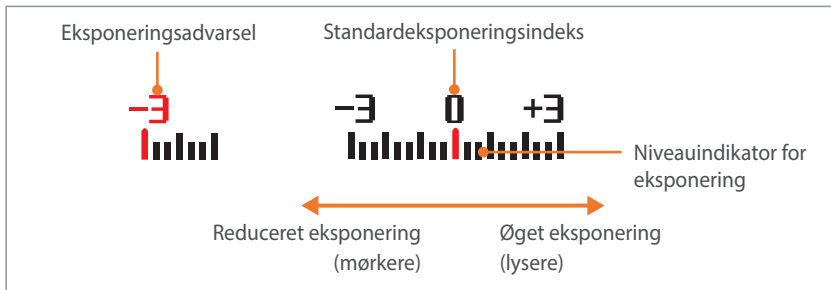 Eksponeringsadvarsel
Standardeksponeringsindeks
-3
-3 0 +3
Niveauindikator for
eksponering
Reduceret eksponering
(mørkere)
Øget eksponering
(lysere)